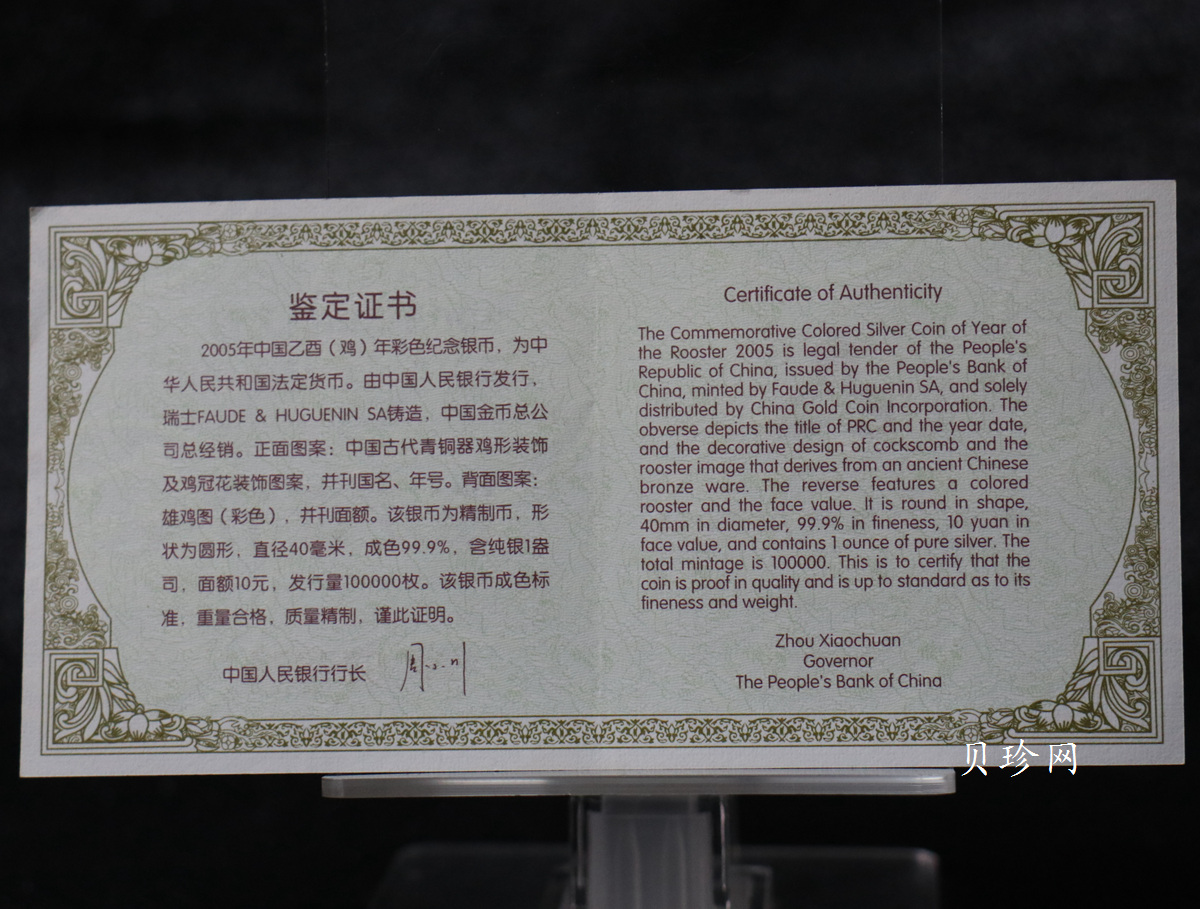 鉴定证书
2005年中国乙酉（鸡）年彩色纪念银币，为中
华人民共和国法定货币。由中国人民银行发行，
瑞士FAUDE & HUGUENIN SA铸造，中国金币总公
司总经销。正面图案：中国古代青铜器鸡形装饰
及鸡冠花装饰图案，并刊国名、年号。背面图案：
雄鸡图（彩色），并刊面额。该银币为精制币，形
状为圆形，直径40毫米，成色99.9%，含纯银1盎
司，面额10元，发行量100000枚。该银币成色标
准，重量合格，质量精制，谨此证明。
中国人民银行行长
Certificate of Authenticity
The Commemorative Colored Silver Coin of Year of
the Rooster 2005 is legal tender of the People's
Republic of China, issued by the People's Bank of
China, minted by Faude & Huguenin SA, and solely
distributed by China Gold Coin Incorporation. The
obverse depicts the title of PRC and the year date,
and the decorative design of cockscomb and the
rooster image that derives from an ancient Chinese
bronze ware. The reverse features a colored
rooster and the face value. It is round in shape,
40mm in diameter, 99.9% in fineness, 10 yuan in
face value, and contains 1 ounce of pure silver. The
total mintage is 100000. This is to certify that the
coin is proof in quality and is up to standard as to its
fineness and weight.
Zhou Xiaochuan
Governor
The People's Bank of China
贝珍网